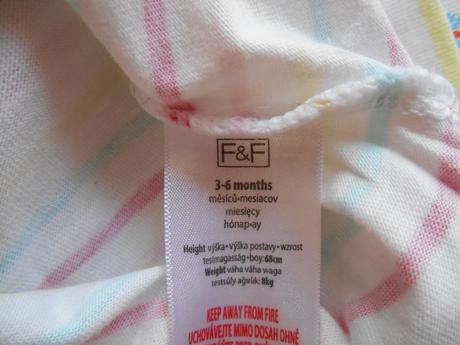 F&F
3-6 months
měsíců•mesiacov
miesięcy
hónap•ay
Height výška•výška postavy•wzrost
testmagasság•boy:68cm
Weight váha váha waga
testsúly ağırlık: 8kg
KEEP AWAY FROM FIRE
UCHOVÁVEJTE MIMO DOSAH OHNĚ